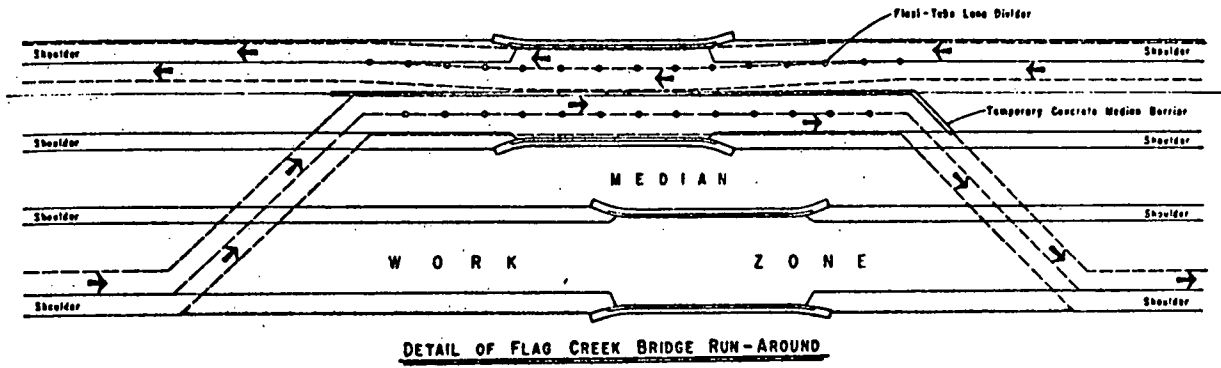 Flexi-Tube Lane Divider
Shoulder
Shoulder
Temporary Concrete Median Barrier
Shoulder
Shoulder
MEDIAN
Shoulder
Shoulder
WORK ZONE
Shoulder
Shoulder
DETAIL OF FLAG CREEK BRIDGE RUN-AROUND